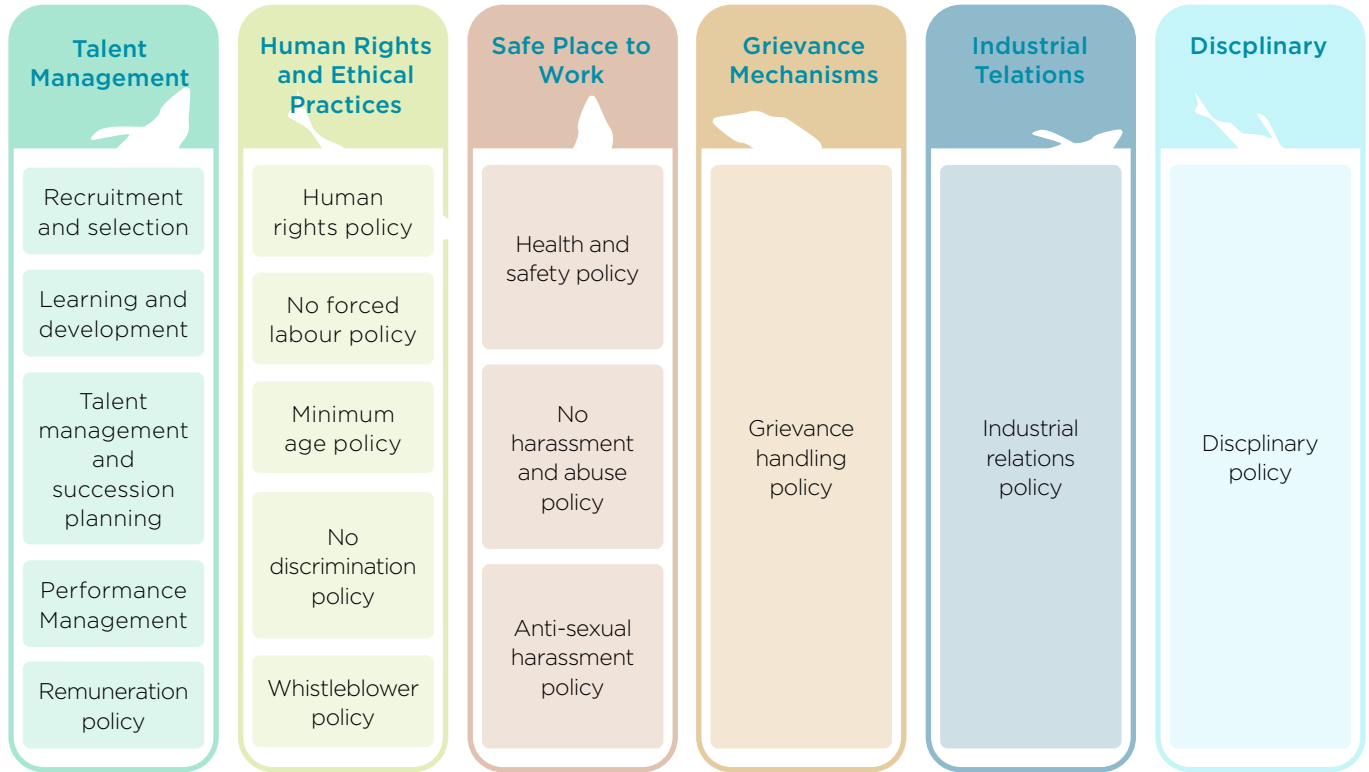 Talent
Management
Recruitment
and selection
Learning and
development
Talent
management
and
succession
planning
Performance
Management
Remuneration
policy
Human Rights
and Ethical
Practices
Human
rights policy
No forced
labour policy
Minimum
age policy
No
discrimination
policy
Whistleblower
policy
Safe Place to
Work
Health and
safety policy
No
harassment
and abuse
policy
Anti-sexual
harassment
policy
Grievance
Mechanisms
Grievance
handling
policy
Industrial
Telations
Industrial
relations
policy
Discplinary
Discplinary
policy